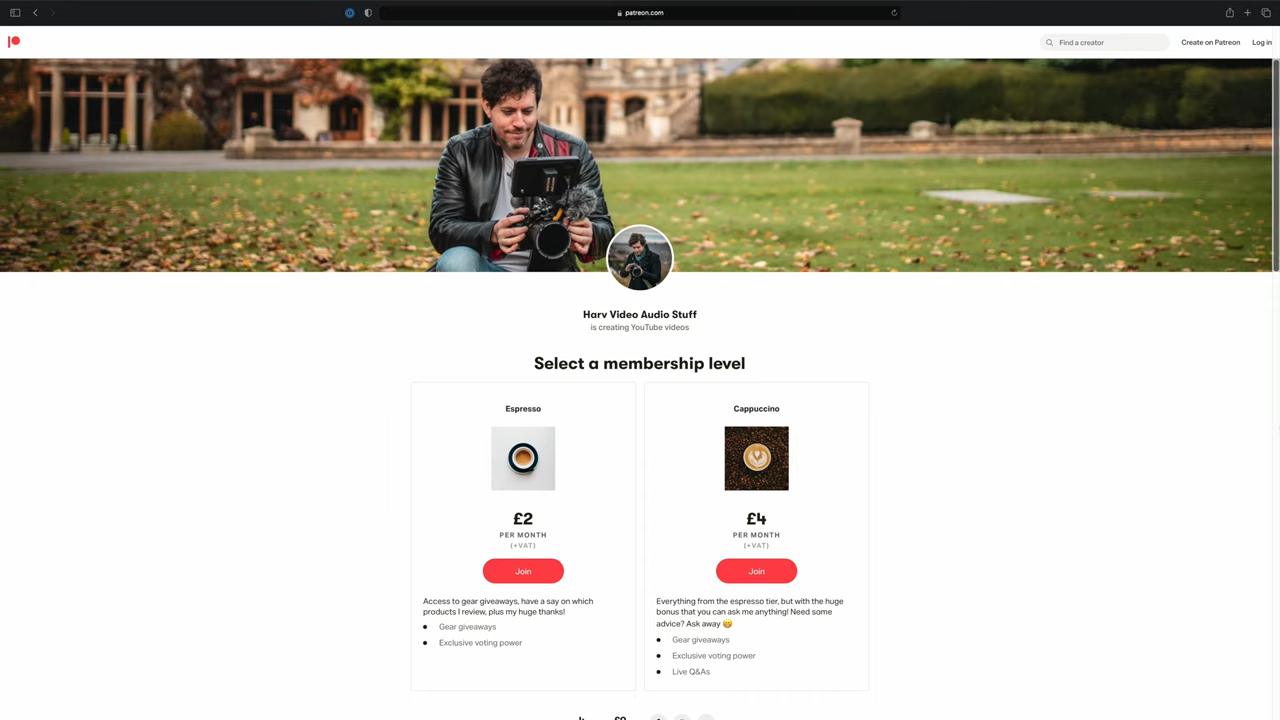 patreon.com
Find a creator
Create on Patreon
Log in
Harv Video Audio Stuff
is creating YouTube videos
Select a membership level
Espresso
£2
PER MONTH
(+VAT)
Join
Access to gear giveaways, have a say on which
products I review, plus my huge thanks!
Gear giveaways
Exclusive voting power
Cappuccino
£4
PER MONTH
(+VAT)
Join
Everything from the espresso tier, but with the huge
bonus that you can ask me anything! Need some
advice? Ask away 😄
Gear giveaways
Exclusive voting power
Live Q&As